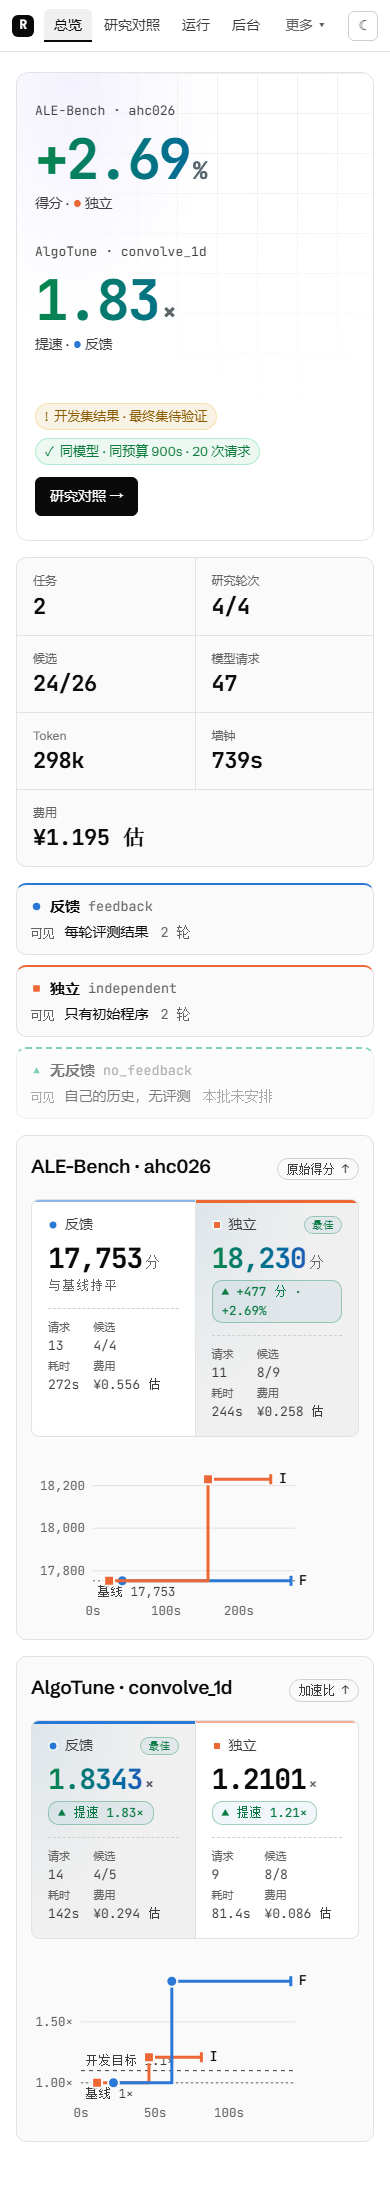 R 总览 研究对照 运行 后台 更多 ▾ ☾
ALE-Bench · ahc026
+2.69%
得分 · ● 独立
AlgoTune · convolve_1d
1.83×
提速 · ● 反馈
! 开发集结果 · 最终集待验证
✓ 同模型 · 同预算 900s · 20 次请求
研究对照 →
任务 研究轮次
2 4/4
候选 模型请求
24/26 47
Token 墙钟
298k 739s
费用
¥1.195 估
● 反馈 feedback
可见 每轮评测结果 2 轮
■ 独立 independent
可见 只有初始程序 2 轮
▲ 无反馈 no_feedback
可见 自己的历史，无评测 本批未安排
ALE-Bench · ahc026 原始得分 ↑
● 反馈
17,753 分
与基线持平
请求 候选
13 4/4
耗时 费用
272s ¥0.556 估
■ 独立 最佳
18,230 分
▲ +477 分 ·
+2.69%
请求 候选
11 8/9
耗时 费用
244s ¥0.258 估
18,200
18,000
17,800
I
F
基线 17,753
0s 100s 200s
AlgoTune · convolve_1d 加速比 ↑
● 反馈 最佳
1.8343×
▲ 提速 1.83×
请求 候选
14 4/5
耗时 费用
142s ¥0.294 估
■ 独立
1.2101×
▲ 提速 1.21×
请求 候选
9 8/8
耗时 费用
81.4s ¥0.086 估
F
1.50×
I
开发目标 1.1×
1.00×
基线 1×
0s 50s 100s